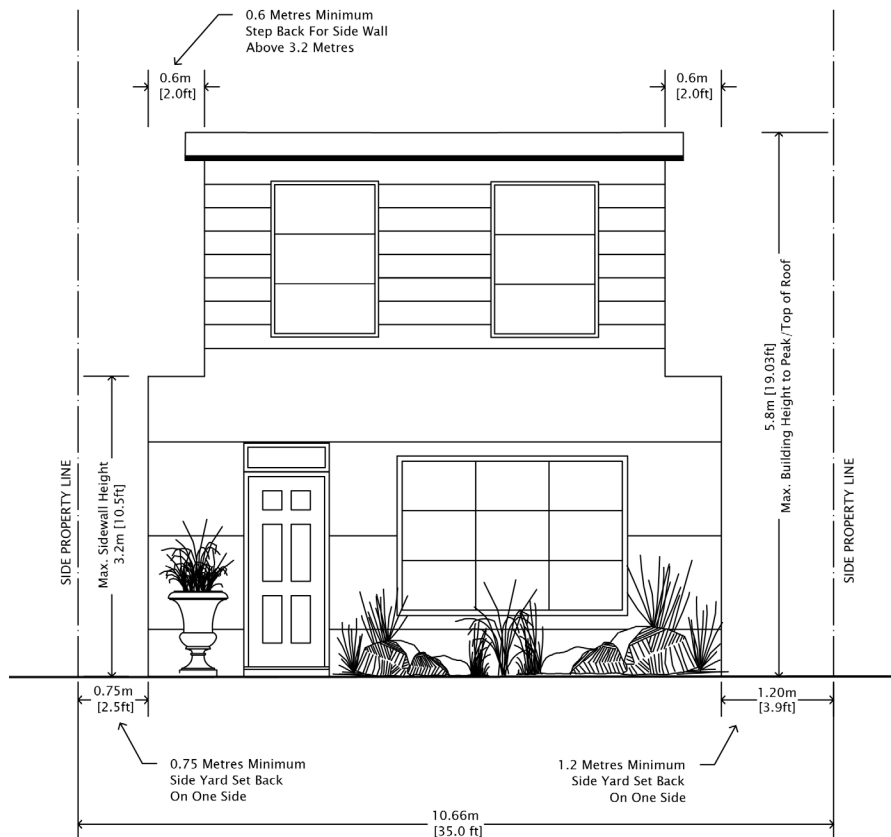 0.6 Metres Minimum
Step Back For Side Wall
Above 3.2 Metres
0.6m
[2.0ft]
0.6m
[2.0ft]
SIDE PROPERTY LINE
Max. Sidewall Height
3.2m [10.5ft]
5.8m [19.03ft]
Max. Building Height to Peak/Top of Roof
SIDE PROPERTY LINE
0.75m
[2.5ft]
1.20m
[3.9ft]
0.75 Metres Minimum
Side Yard Set Back
On One Side
1.2 Metres Minimum
Side Yard Set Back
On One Side
10.66m
[35.0 ft]